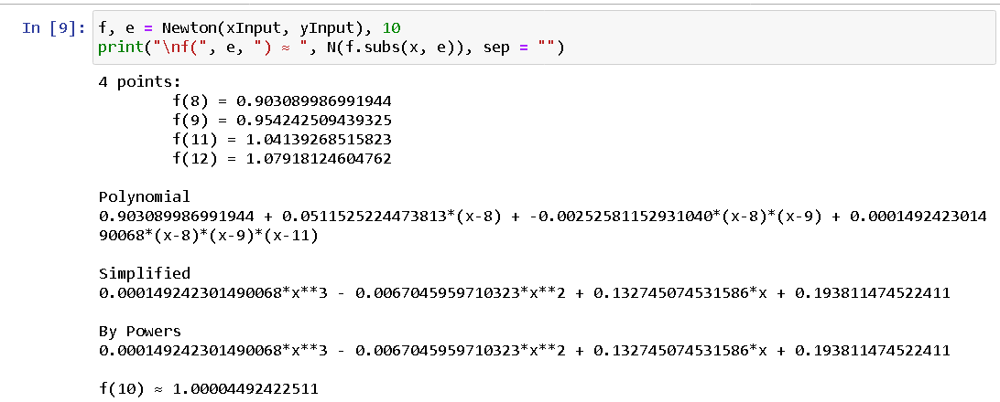 In [9]: f, e = Newton(xInput, yInput), 10
print("\nf(", e, ") ≈ ", N(f.subs(x, e)), sep = "")
4 points:
f(8) = 0.903089986991944
f(9) = 0.954242509439325
f(11) = 1.04139268515823
f(12) = 1.07918124604762
Polynomial
0.903089986991944 + 0.0511525224473813*(x-8) + -0.00252581152931040*(x-8)*(x-9) + 0.0001492423014
90068*(x-8)*(x-9)*(x-11)
Simplified
0.000149242301490068*x**3 - 0.0067045959710323*x**2 + 0.132745074531586*x + 0.193811474522411
By Powers
0.000149242301490068*x**3 - 0.0067045959710323*x**2 + 0.132745074531586*x + 0.193811474522411
f(10) ≈ 1.00004492422511